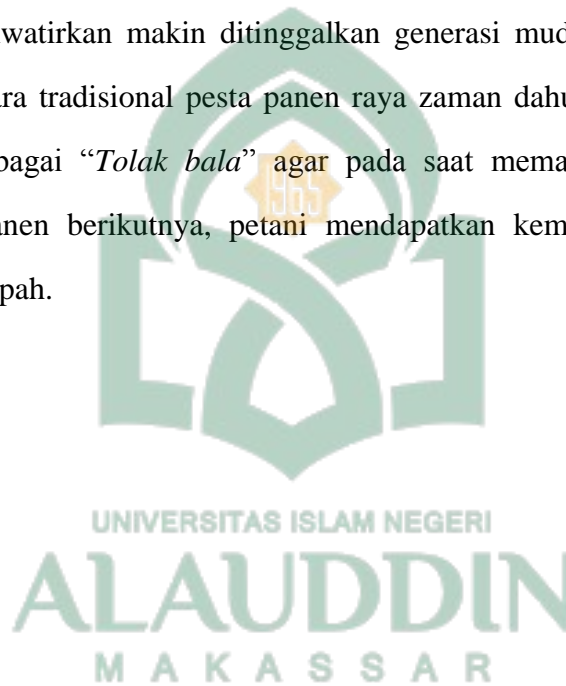 watirkan makin ditinggalkan generasi mud
ara tradisional pesta panen raya zaman dahu
bagai “Tolak bala” agar pada saat mema
anen berikutnya, petani mendapatkan kem
pah.
1965
UNIVERSITAS ISLAM NEGERI
ALAUDDIN
MAKASSAR